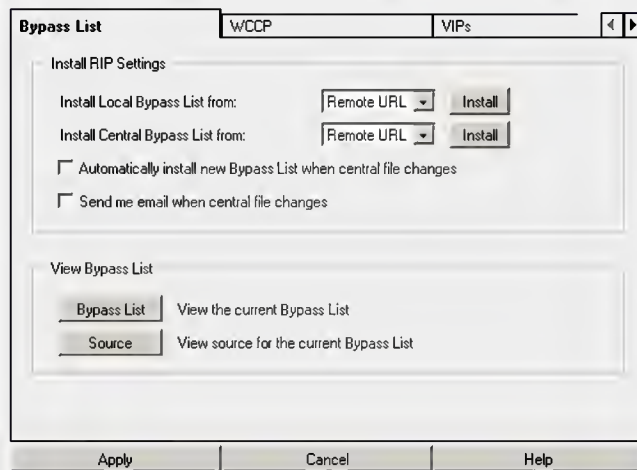 Bypass List WCCP VIPs
Install RIP Settings
Install Local Bypass List from: Remote URL Install
Install Central Bypass List from: Remote URL Install
Automatically install new Bypass List when central file changes
Send me email when central file changes
View Bypass List
Bypass List View the current Bypass List
Source View source for the current Bypass List
Apply Cancel Help